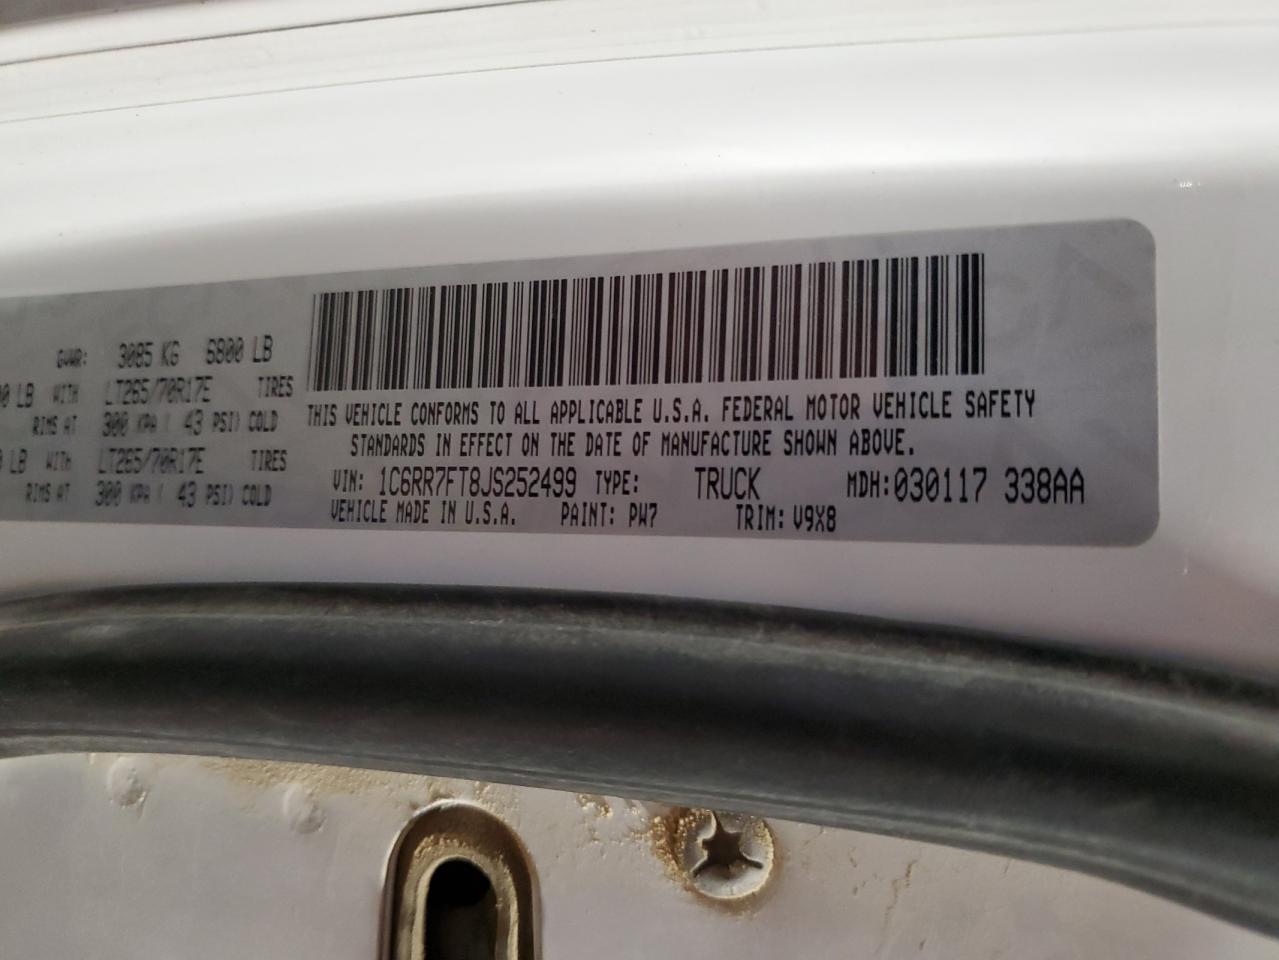 GVWR: 3085 KG 6800 LB
00 LB WITH LT265/70R17E TIRES
RIMS AT 300 KPA ( 43 PSI) COLD
LB WITH LT265/70R17E TIRES
RIMS AT 300 KPA ( 43 PSI) COLD
THIS VEHICLE CONFORMS TO ALL APPLICABLE U.S.A. FEDERAL MOTOR VEHICLE SAFETY
STANDARDS IN EFFECT ON THE DATE OF MANUFACTURE SHOWN ABOVE.
VIN: 1C6RR7FT8JS252499 TYPE: TRUCK MDH:030117 338AA
VEHICLE MADE IN U.S.A. PAINT: PW7 TRIM: V9X8